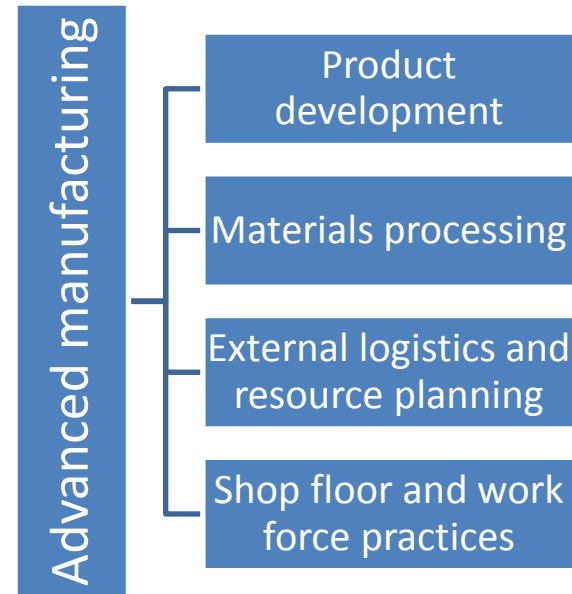 Advanced manufacturing
Product
development
Materials processing
External logistics and
resource planning
Shop floor and work
force practices